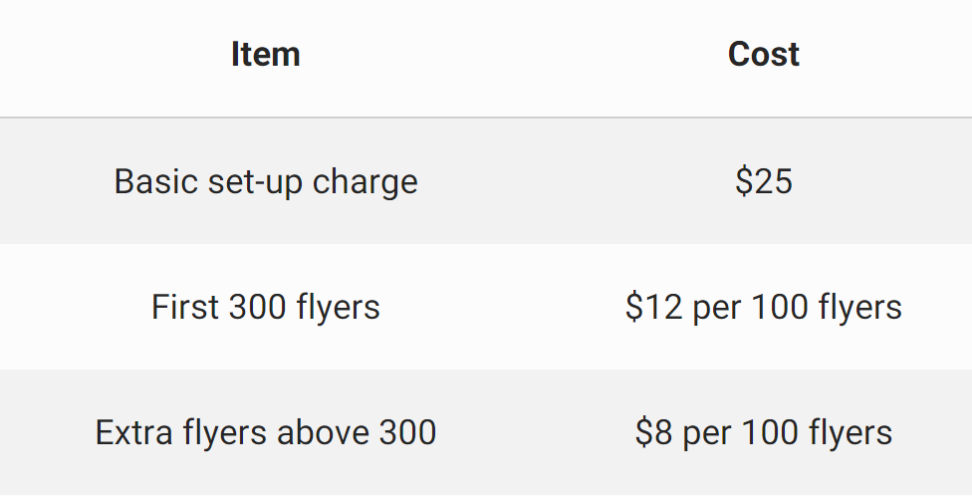 Item Cost
Basic set-up charge $25
First 300 flyers $12 per 100 flyers
Extra flyers above 300 $8 per 100 flyers